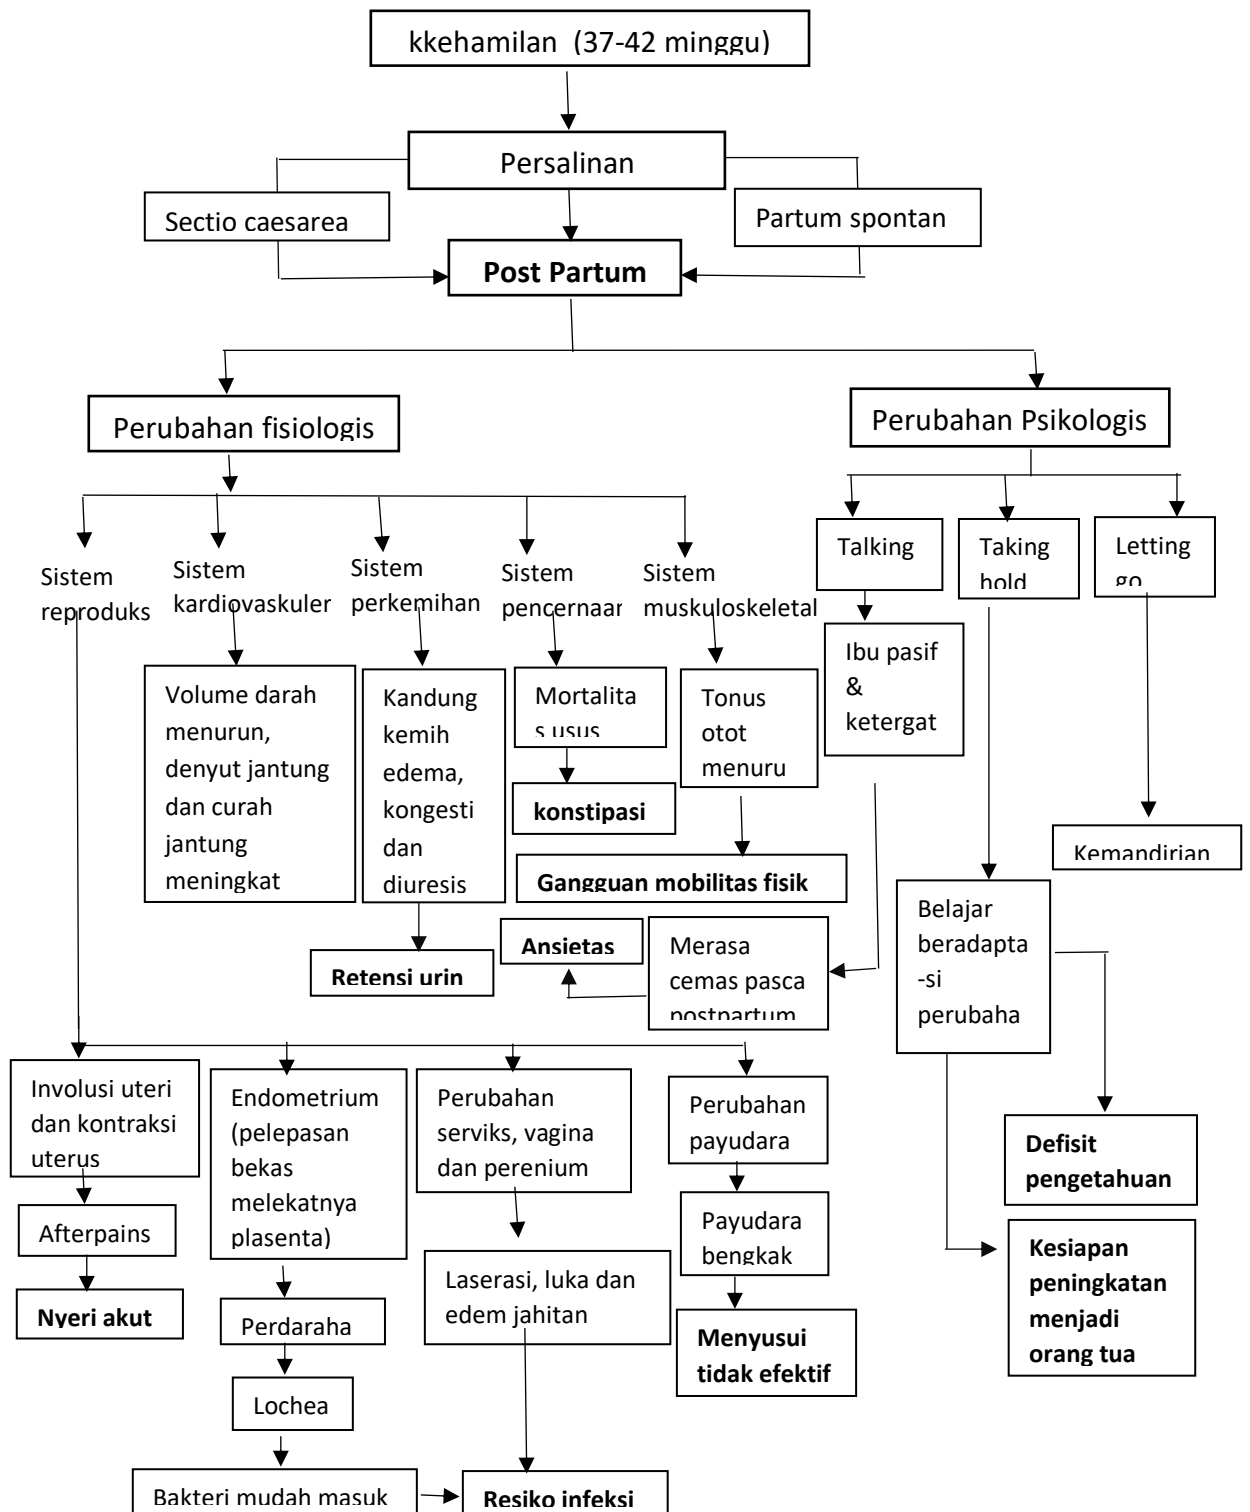 kkehamilan (37-42 minggu)
Persalinan
Sectio caesarea
Partum spontan
Post Partum
Perubahan fisiologis
Perubahan Psikologis
Sistem
reproduks
Sistem
kardiovaskuler
Sistem
perkemihan
Sistem
pencernaar
Sistem
muskuloskeletal
Talking
Taking
hold
Letting
go
Volume darah
menurun,
denyut jantung
dan curah
jantung
meningkat
Kandung
kemih
edema,
kongesti
dan
diuresis
Mortalita
s usus
konstipasi
Tonus
otot
menuru
Gangguan mobilitas fisik
Ibu pasif
&
ketergat
Kemandirian
Retensi urin
Ansietas
Merasa
cemas pasca
postpartum
Belajar
beradapta
-si
perubaha
Involusi uteri
dan kontraksi
uterus
Afterpains
Nyeri akut
Endometrium
(pelepasan
bekas
melekatnya
plasenta)
Perdaraha
Lochea
Bakteri mudah masuk
Perubahan
serviks, vagina
dan perenium
Laserasi, luka dan
edem jahitan
Resiko infeksi
Perubahan
payudara
Payudara
bengkak
Menyusui
tidak efektif
Defisit
pengetahuan
Kesiapan
peningkatan
menjadi
orang tua